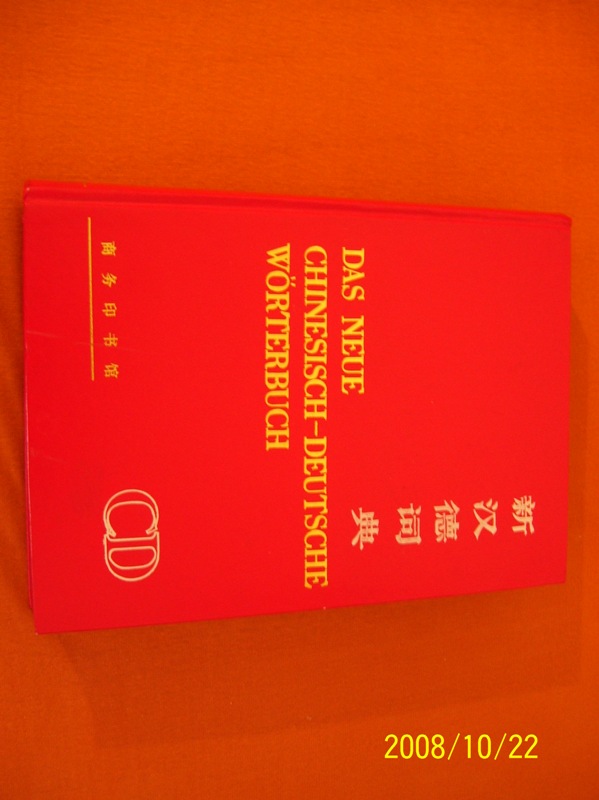 新汉德词典
DAS NEUE
CHINESISCH-DEUTSCHE
WÖRTERBUCH
CD
商务印书馆
2008/10/22